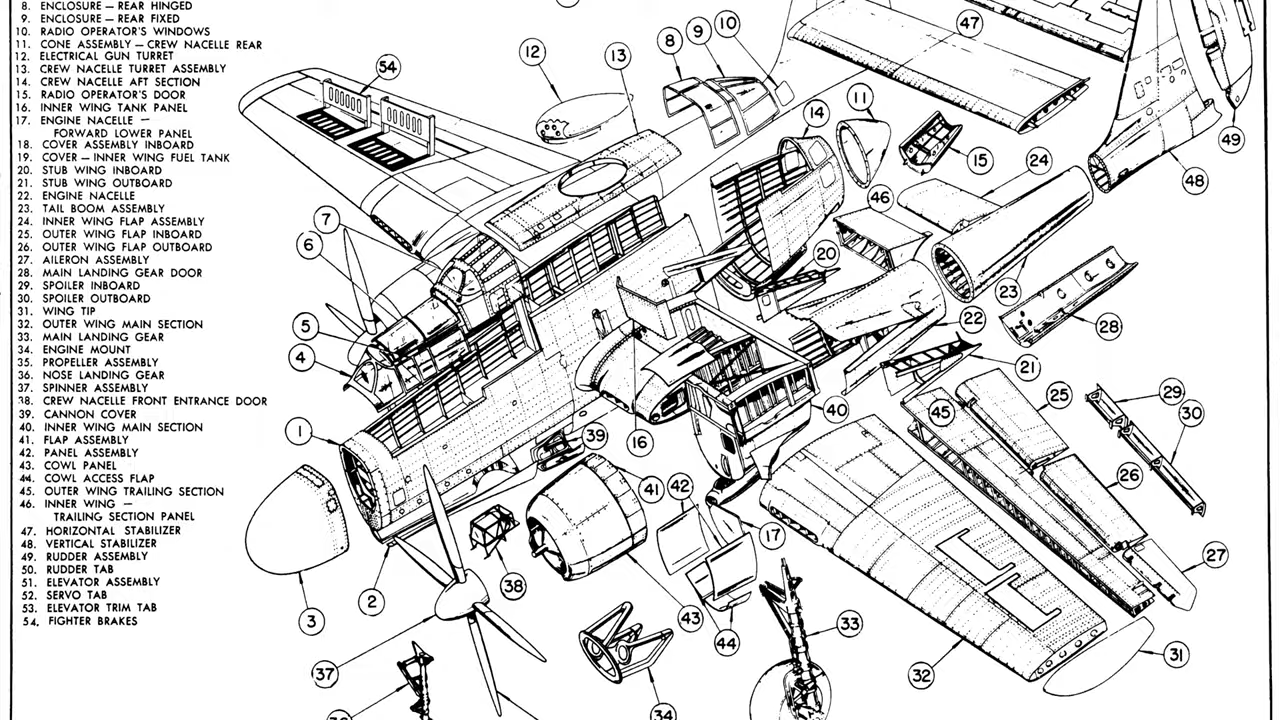 8. ENCLOSURE – REAR HINGED
9. ENCLOSURE – REAR FIXED
10. RADIO OPERATOR'S WINDOWS
11. CONE ASSEMBLY – CREW NACELLE REAR
12. ELECTRICAL GUN TURRET
13. CREW NACELLE TURRET ASSEMBLY
14. CREW NACELLE AFT SECTION
15. RADIO OPERATOR'S DOOR
16. INNER WING TANK PANEL
17. ENGINE NACELLE –
FORWARD LOWER PANEL
18. COVER ASSEMBLY INBOARD
19. COVER – INNER WING FUEL TANK
20. STUB WING INBOARD
21. STUB WING OUTBOARD
22. ENGINE NACELLE
23. TAIL BOOM ASSEMBLY
24. INNER WING FLAP ASSEMBLY
25. OUTER WING FLAP INBOARD
26. OUTER WING FLAP OUTBOARD
27. AILERON ASSEMBLY
28. MAIN LANDING GEAR DOOR
29. SPOILER INBOARD
30. SPOILER OUTBOARD
31. WING TIP
32. OUTER WING MAIN SECTION
33. MAIN LANDING GEAR
34. ENGINE MOUNT
35. PROPELLER ASSEMBLY
36. NOSE LANDING GEAR
37. SPINNER ASSEMBLY
38. CREW NACELLE FRONT ENTRANCE DOOR
39. CANNON COVER
40. INNER WING MAIN SECTION
41. FLAP ASSEMBLY
42. PANEL ASSEMBLY
43. COWL PANEL
44. COWL ACCESS FLAP
45. OUTER WING TRAILING SECTION
46. INNER WING –
TRAILING SECTION PANEL
47. HORIZONTAL STABILIZER
48. VERTICAL STABILIZER
49. RUDDER ASSEMBLY
50. RUDDER TAB
51. ELEVATOR ASSEMBLY
52. SERVO TAB
53. ELEVATOR TRIM TAB
54. FIGHTER BRAKES
47
10
9
8
12
13
54
11
14
49
15
24
48
46
7
6
20
23
5
22
28
4
21
25
29
45
40
30
1
39
16
26
41
42
17
27
38
2
3
43
33
44
31
37
32
34
36